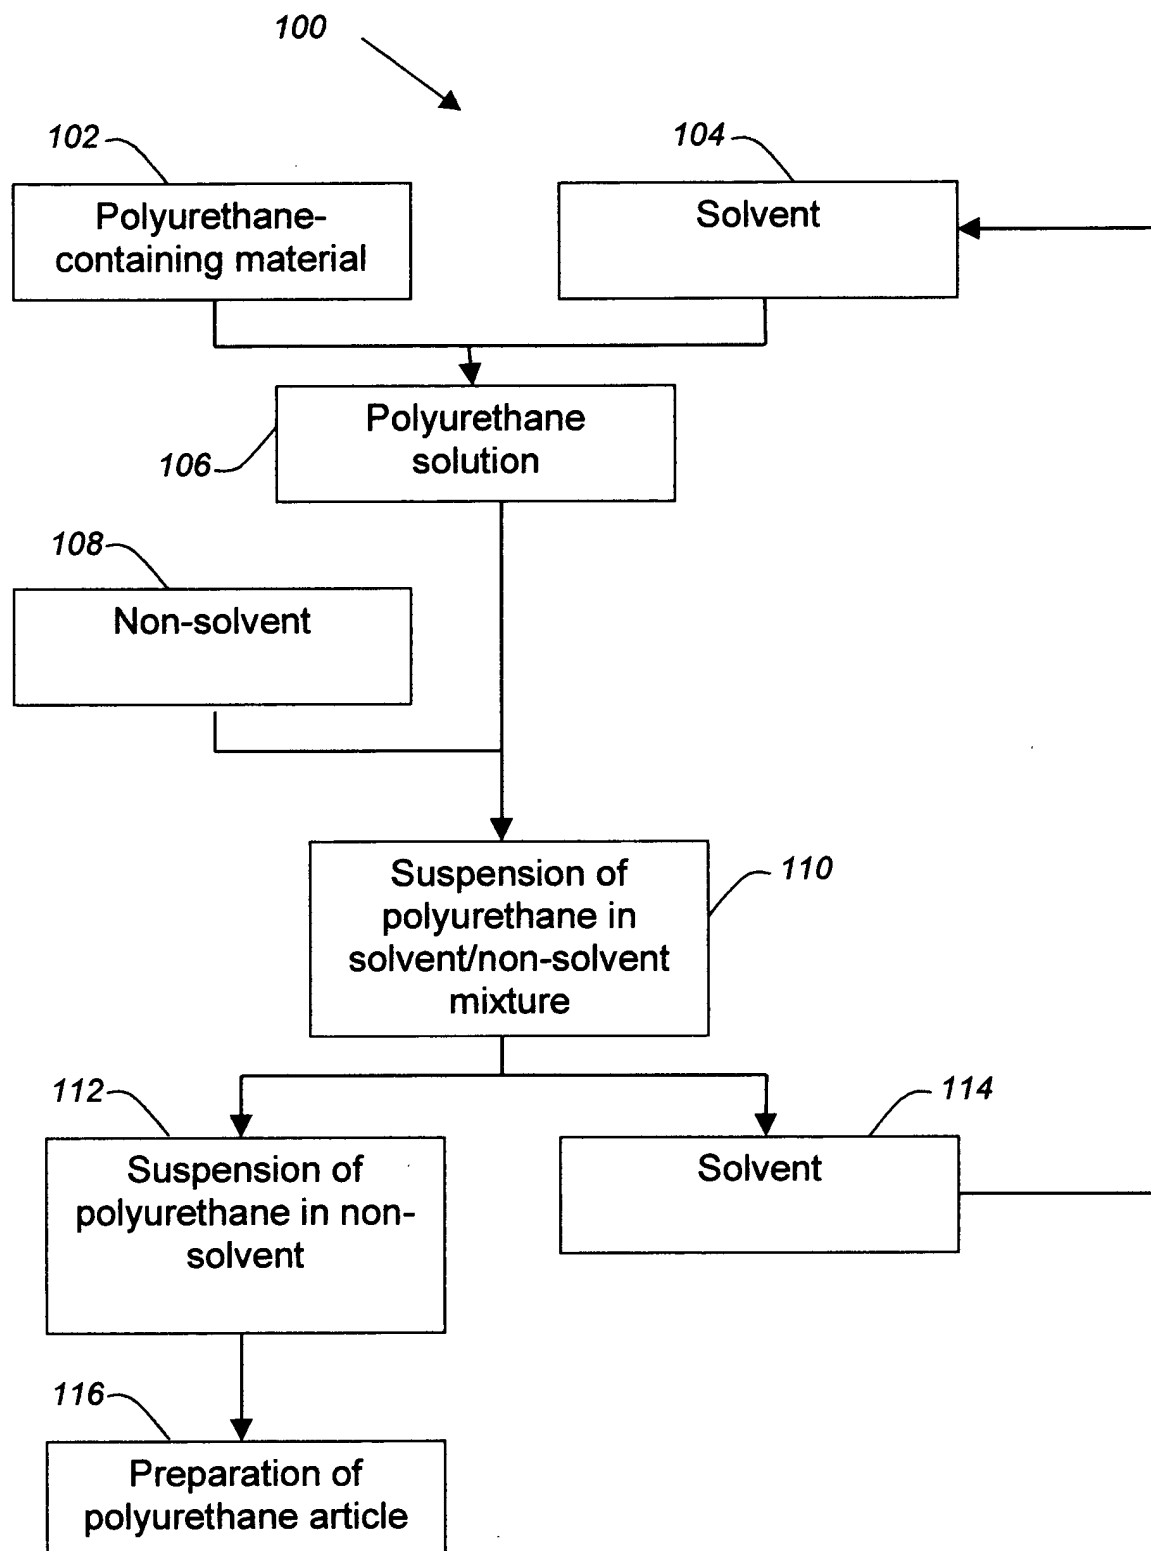 100
102
104
Polyurethane-
containing material
Solvent
Polyurethane
solution
106
108
Non-solvent
Suspension of
polyurethane in
solvent/non-solvent
mixture
110
112
114
Suspension of
polyurethane in non-
solvent
Solvent
116
Preparation of
polyurethane article